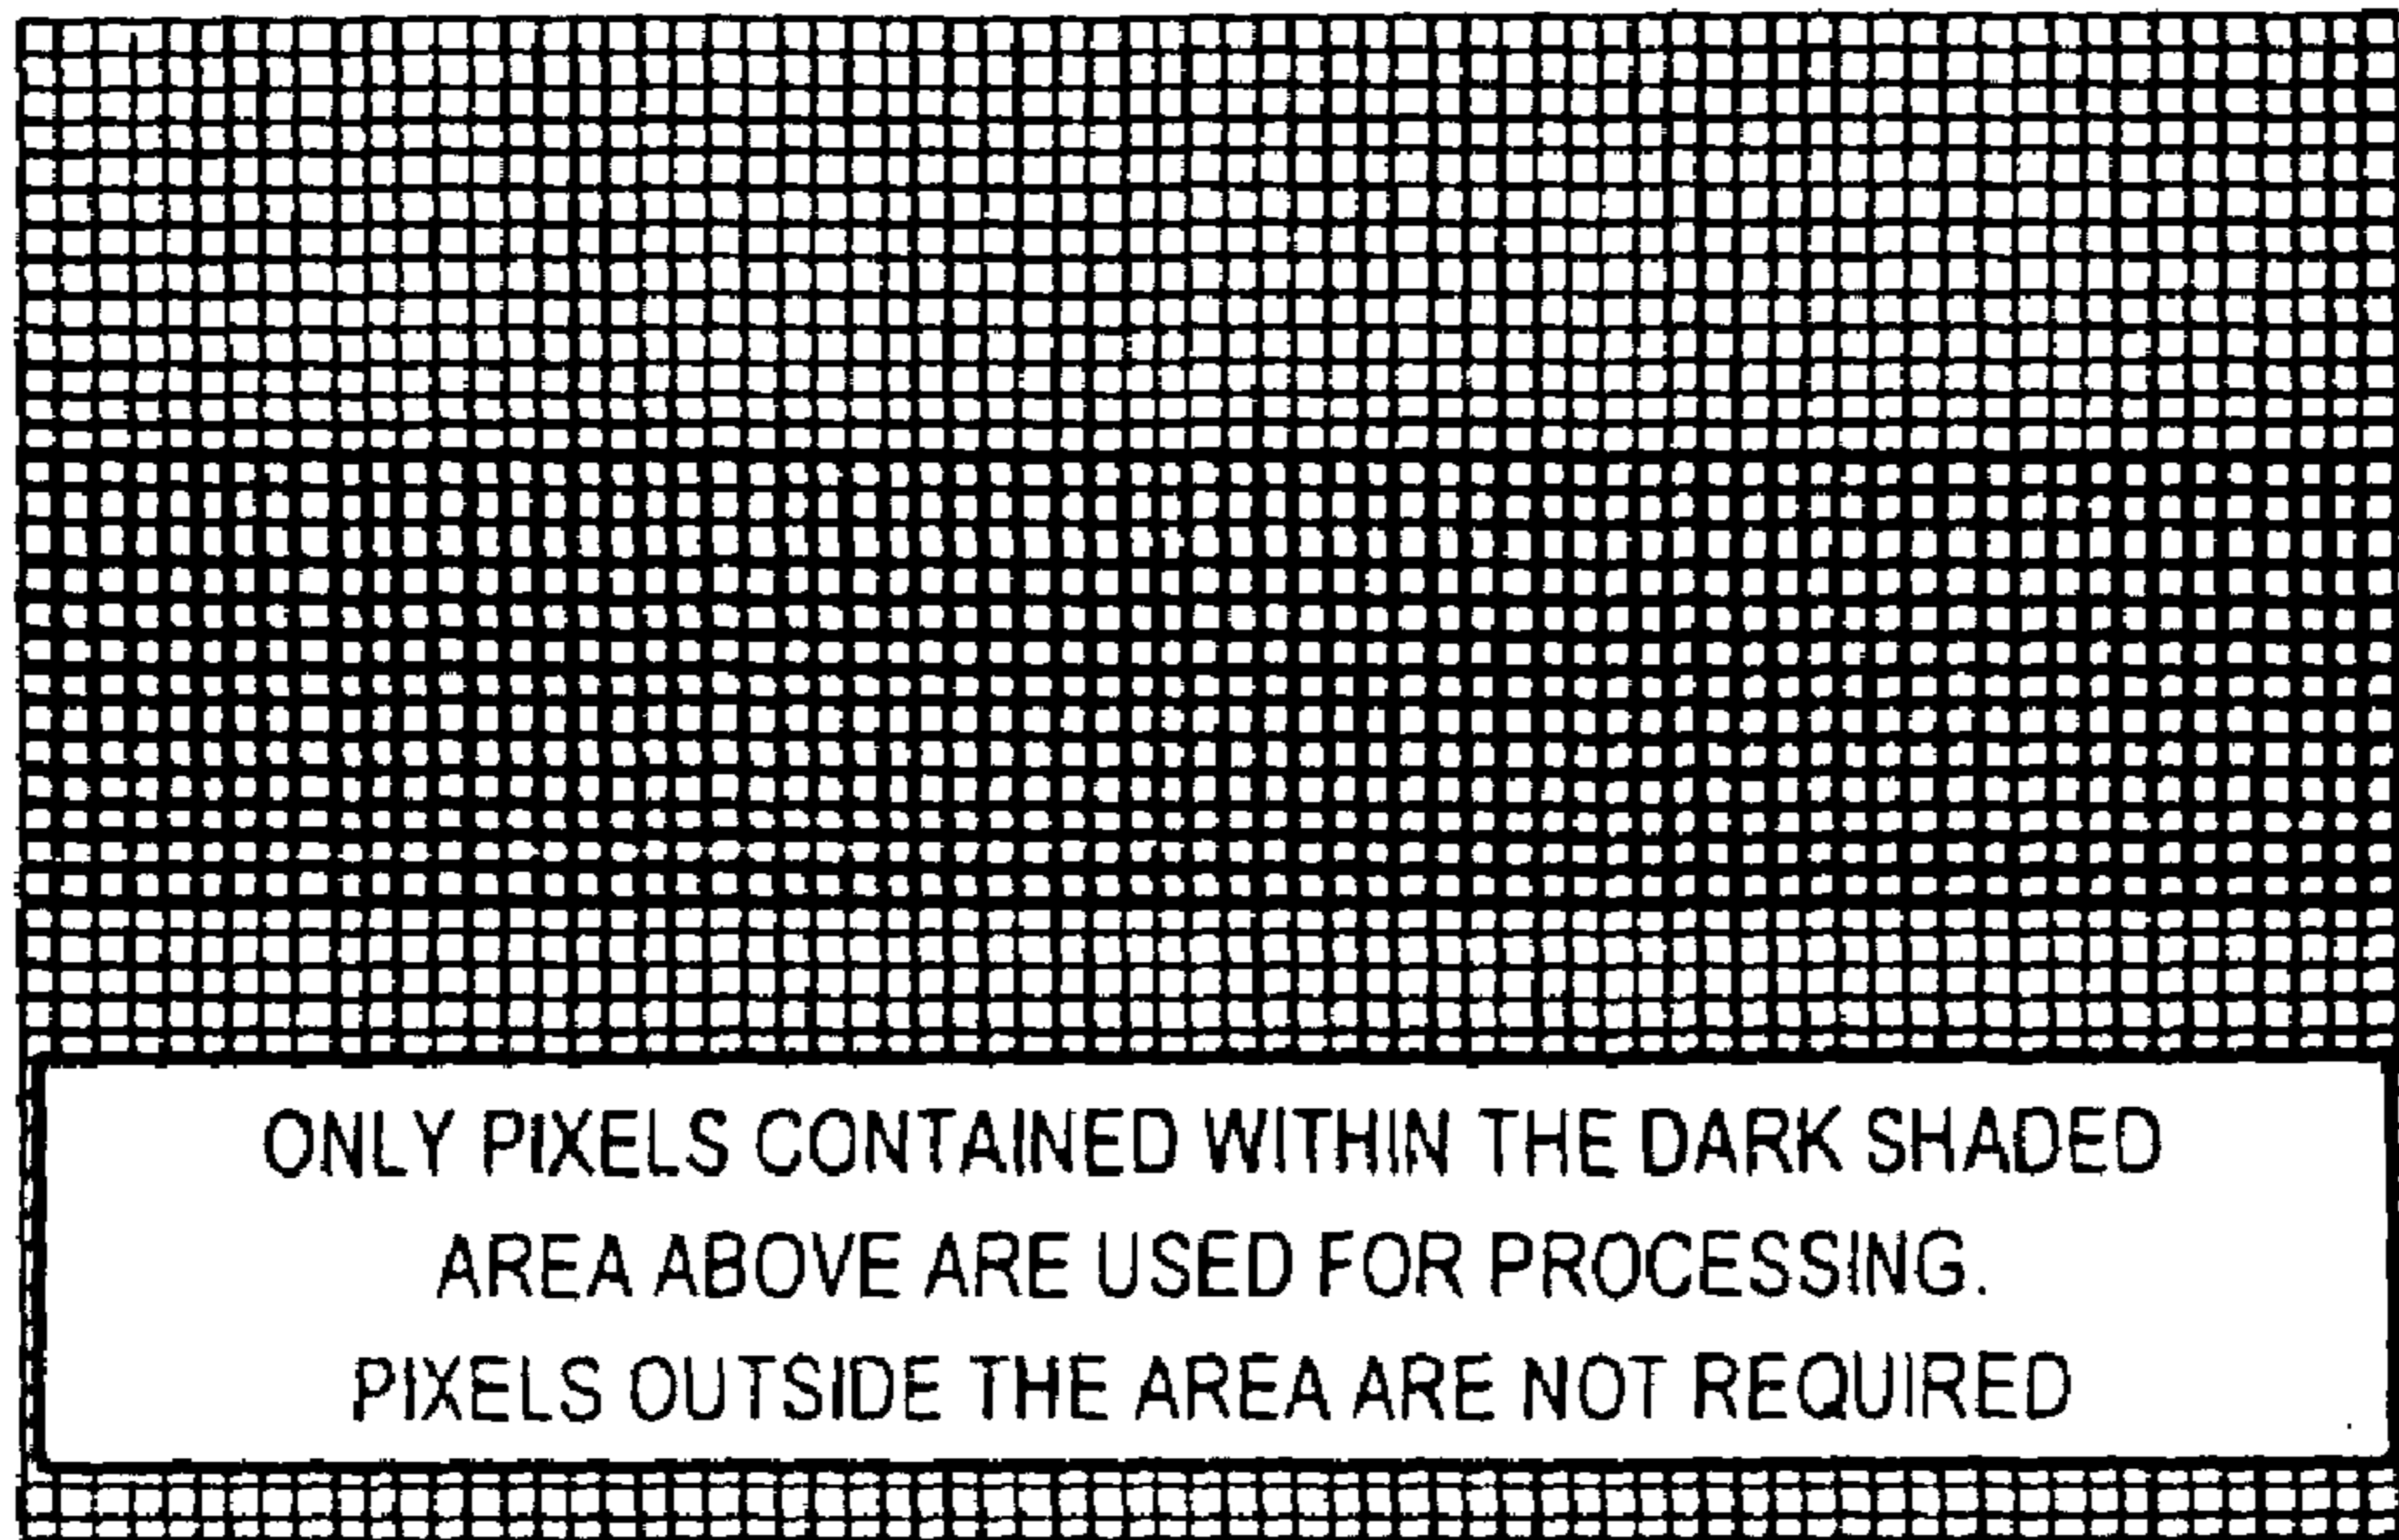 ONLY PIXELS CONTAINED WITHIN THE DARK SHADED
AREA ABOVE ARE USED FOR PROCESSING.
PIXELS OUTSIDE THE AREA ARE NOT REQUIRED